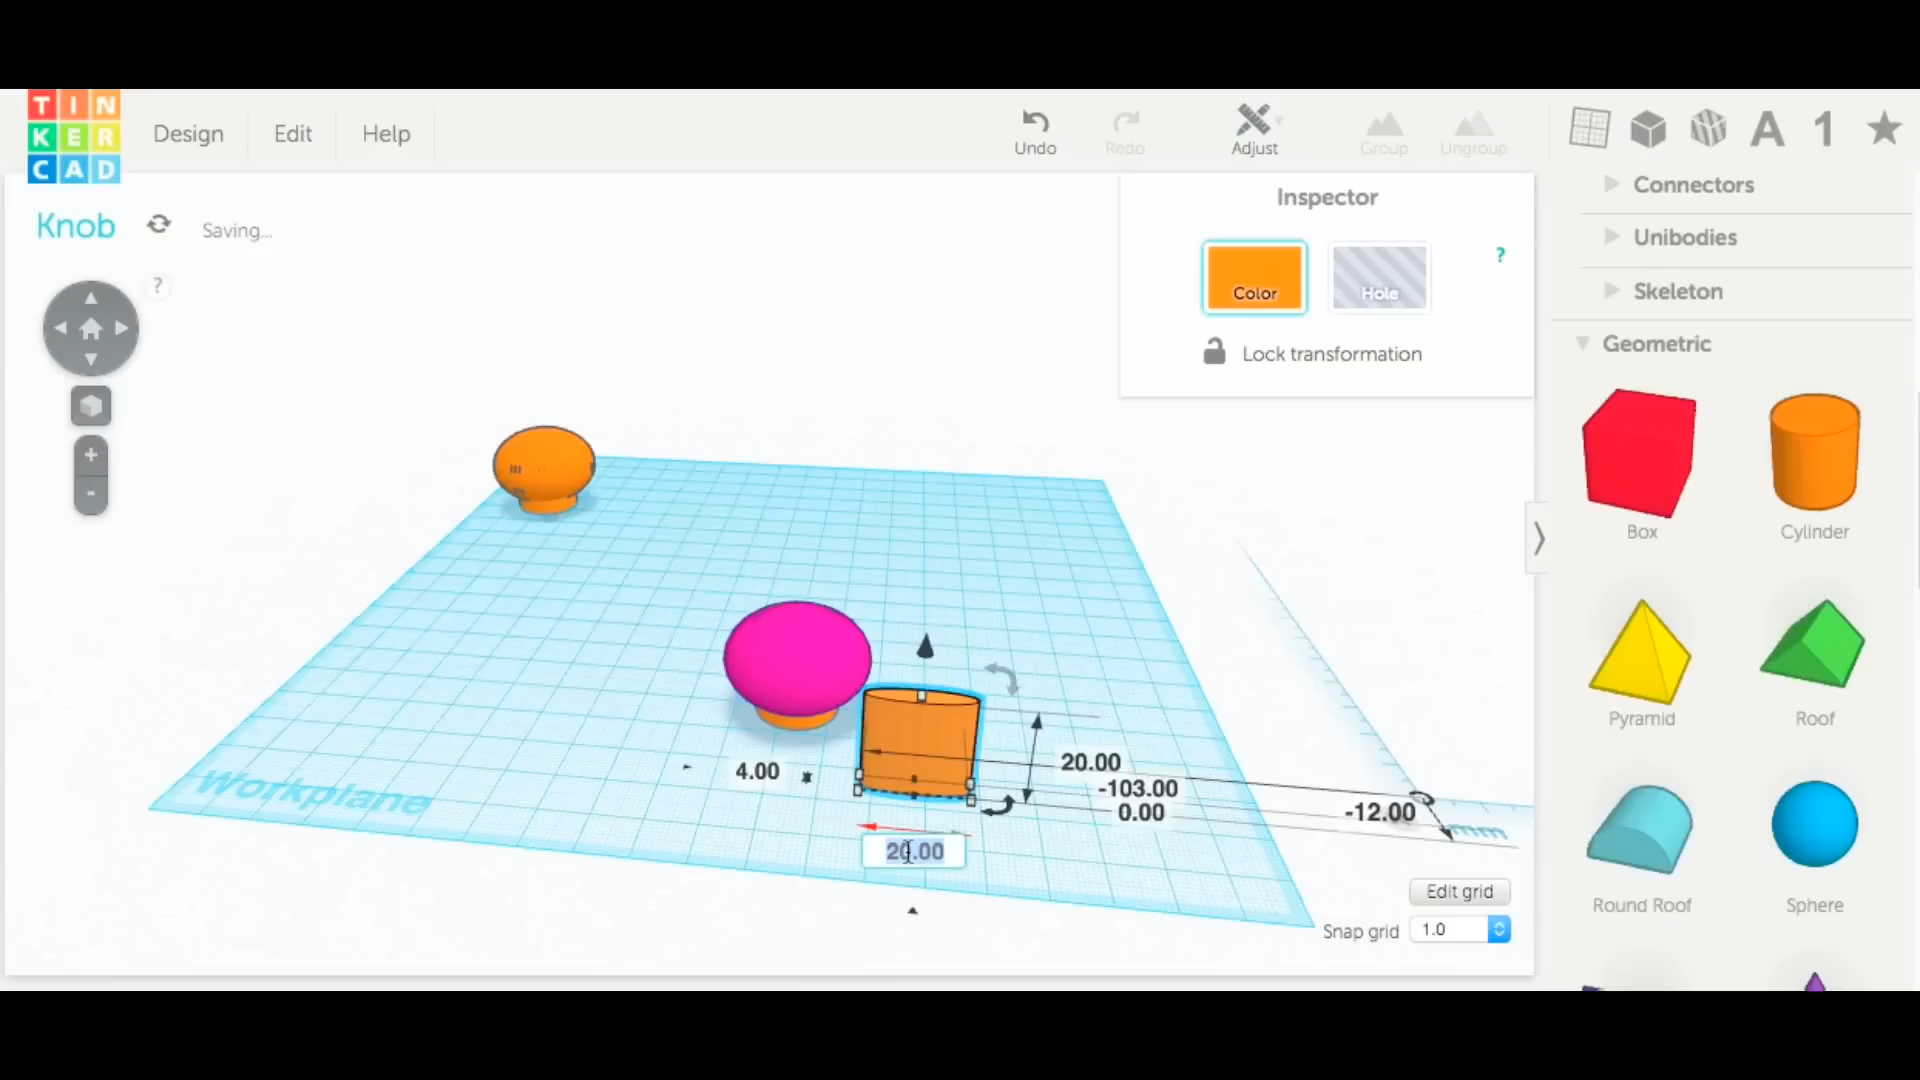 TIN
KER
CAD
Design
Edit
Help
Undo
Redo
Adjust
Group
Ungroup
A
1
Knob
Saving...
?
Inspector
Color
Hole
?
Lock transformation
Connectors
Unibodies
Skeleton
Geometric
Box
Cylinder
Pyramid
Roof
Round Roof
Sphere
+
-
Workplane
4.00
20.00
-103.00
0.00
-12.00
mm
20.00
Edit grid
Snap grid
1.0